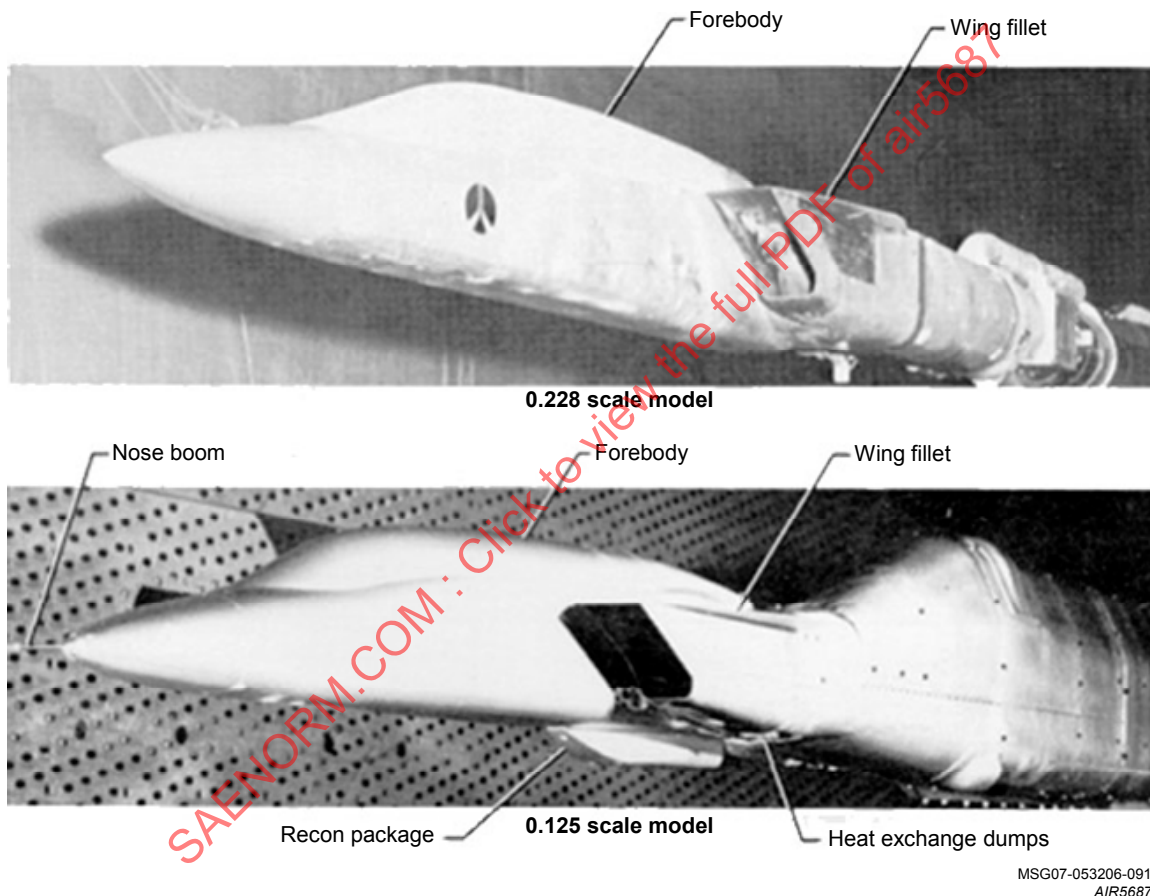 Forebody
Wing fillet
0.228 scale model
Nose boom
Forebody
Wing fillet
Recon package
0.125 scale model
Heat exchange dumps
MSG07-053206-091
AIR5687
SAENORM.COM : Click to view the full PDF of air5687